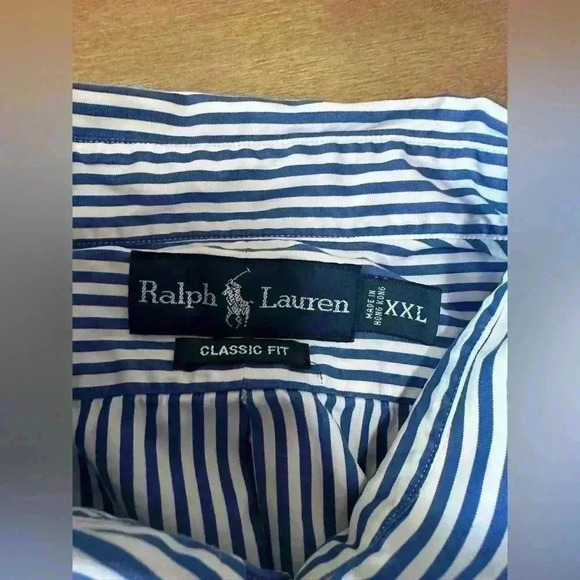 Ralph Lauren
MADE IN
HONG KONG
XXL
CLASSIC FIT